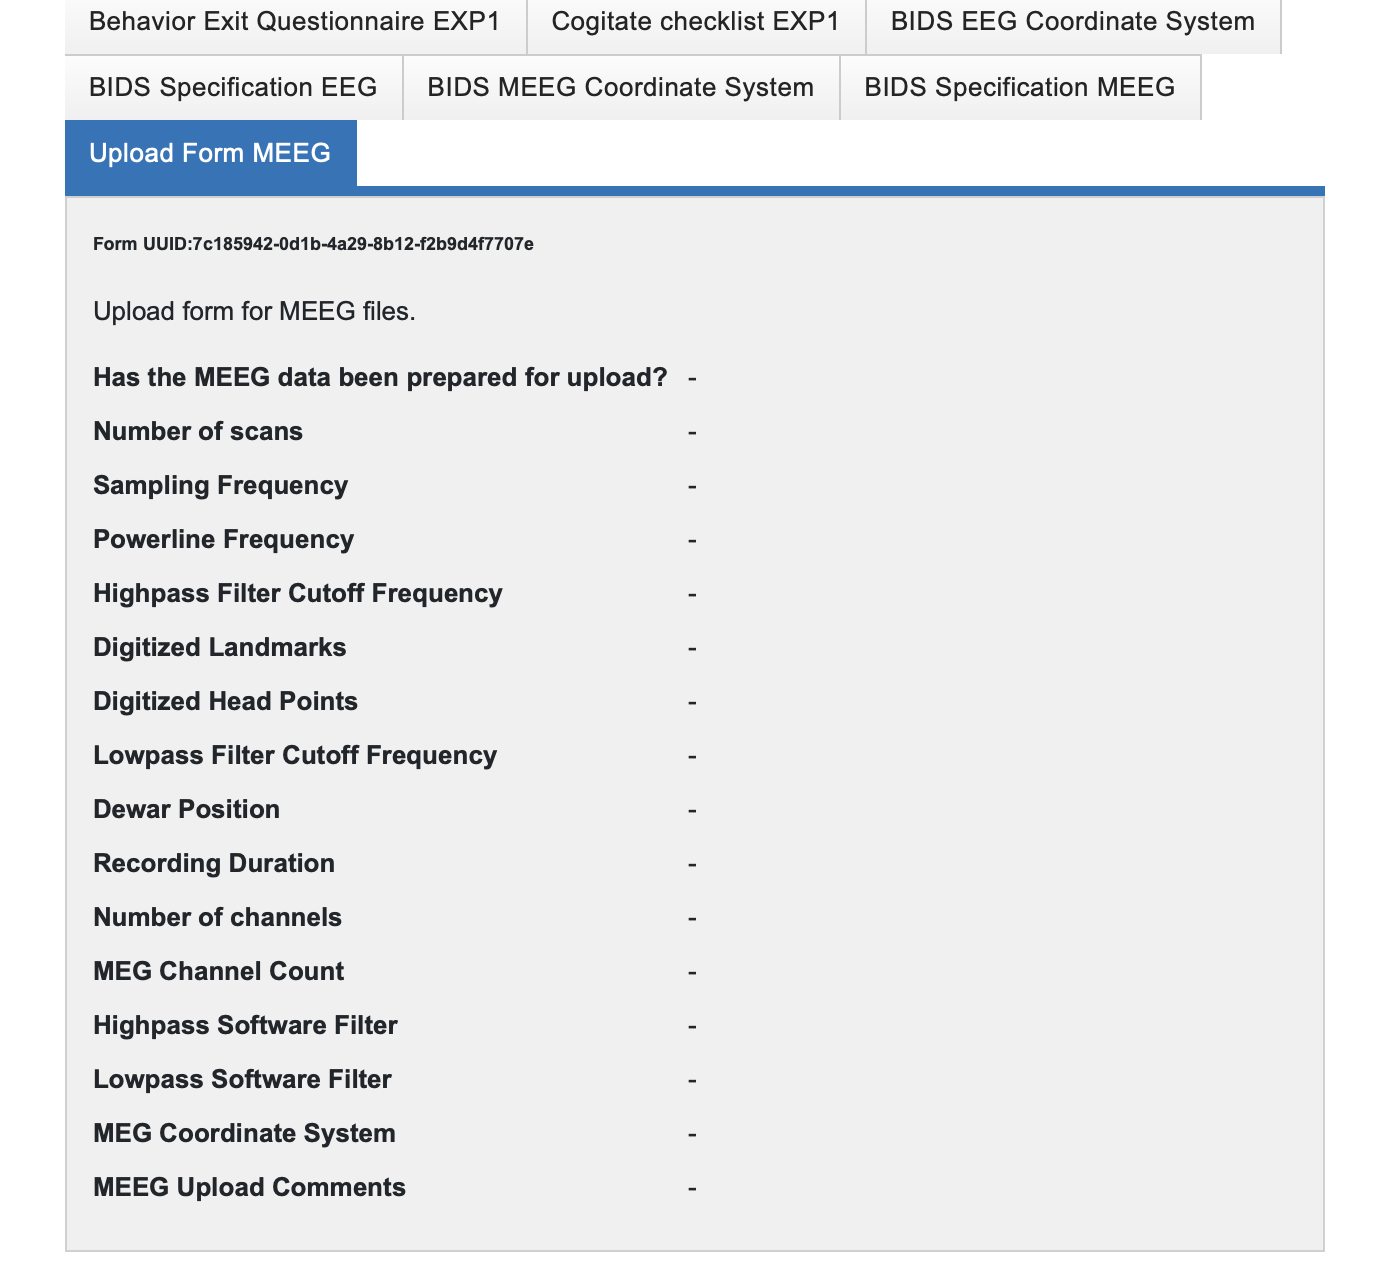 Behavior Exit Questionnaire EXP1 Cogitate checklist EXP1 BIDS EEG Coordinate System
BIDS Specification EEG BIDS MEEG Coordinate System BIDS Specification MEEG
Upload Form MEEG
Form UUID:7c185942-0d1b-4a29-8b12-f2b9d4f7707e
Upload form for MEEG files.
Has the MEEG data been prepared for upload? -
Number of scans -
Sampling Frequency -
Powerline Frequency -
Highpass Filter Cutoff Frequency -
Digitized Landmarks -
Digitized Head Points -
Lowpass Filter Cutoff Frequency -
Dewar Position -
Recording Duration -
Number of channels -
MEG Channel Count -
Highpass Software Filter -
Lowpass Software Filter -
MEG Coordinate System -
MEEG Upload Comments -